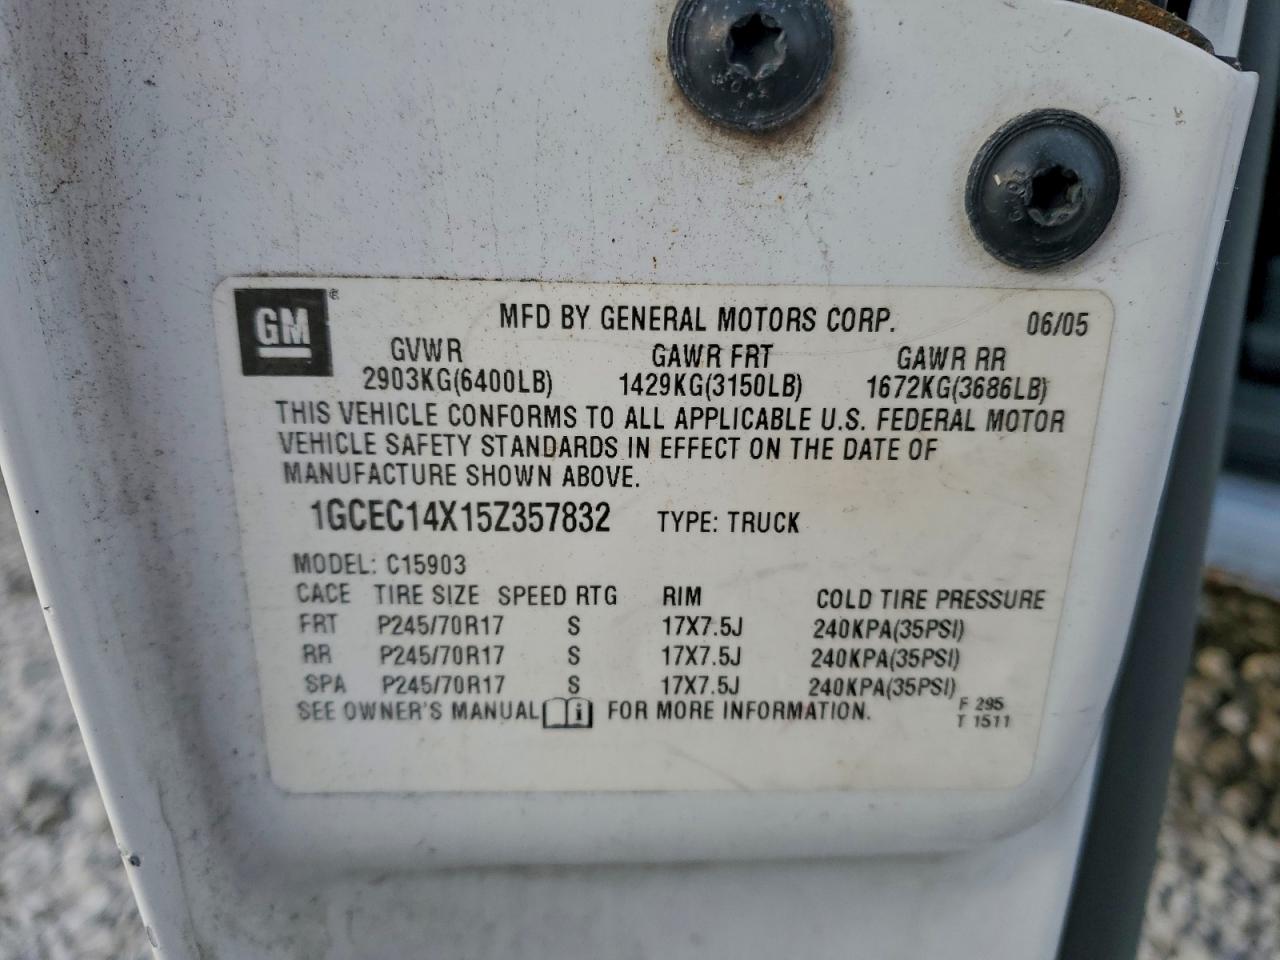 GM ®
MFD BY GENERAL MOTORS CORP. 06/05
GVWR GAWR FRT GAWR RR
2903KG(6400LB) 1429KG(3150LB) 1672KG(3686LB)
THIS VEHICLE CONFORMS TO ALL APPLICABLE U.S. FEDERAL MOTOR
VEHICLE SAFETY STANDARDS IN EFFECT ON THE DATE OF
MANUFACTURE SHOWN ABOVE.
1GCEC14X15Z357832 TYPE: TRUCK
MODEL: C15903
CACE TIRE SIZE SPEED RTG RIM COLD TIRE PRESSURE
FRT P245/70R17 S 17X7.5J 240KPA(35PSI)
RR P245/70R17 S 17X7.5J 240KPA(35PSI)
SPA P245/70R17 S 17X7.5J 240KPA(35PSI)
SEE OWNER'S MANUAL i FOR MORE INFORMATION.
F 295
T 1511